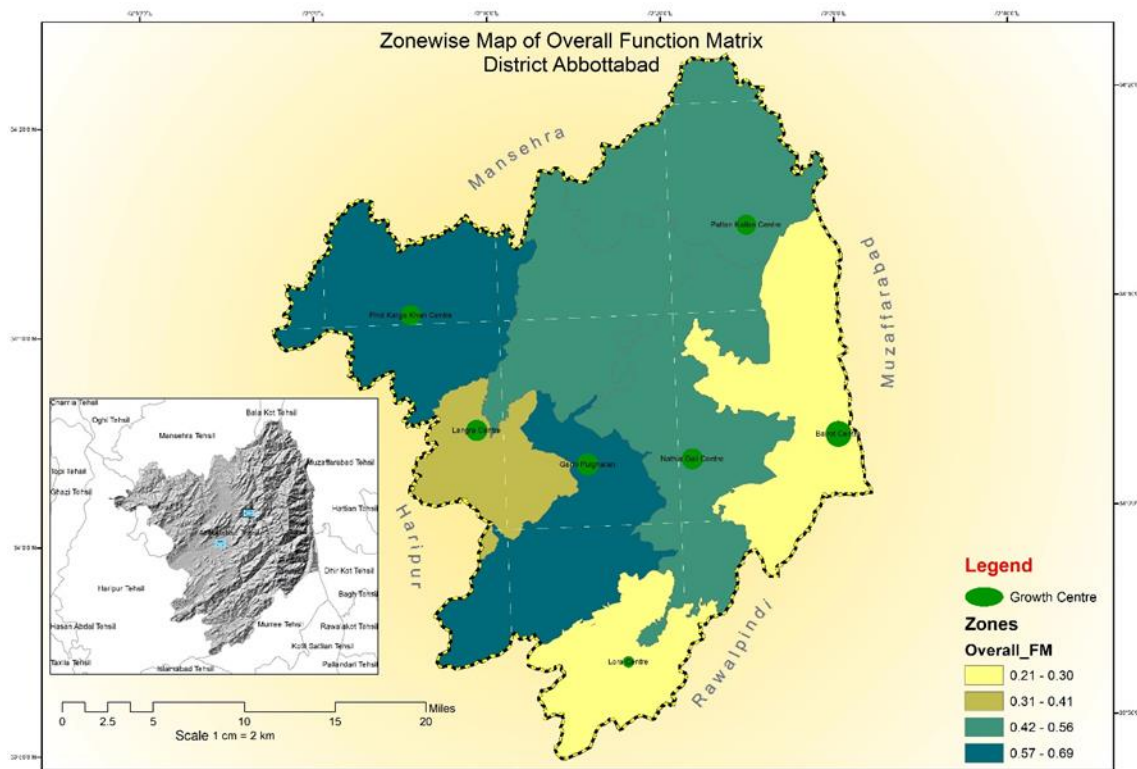 Zonewise Map of Overall Function Matrix
District Abbottabad
Mansehra
Muzaffarabad
Haripur
Rawalpindi
Pattan Kallan Centre
Pind Karga Khan Centre
Langra Centre
Nathia Gali Centre
Lora Centre
Bala Kot Tehsil
Oghi Tehsil
Mansehra Tehsil
Muzaffarabad Tehsil
Ghazi Tehsil
Hattian Tehsil
Dhir Kot Tehsil
Haripur Tehsil
Bagh Tehsil
Hasan Abdal Tehsil
Murree Tehsil
Rawalakot Tehsil
Kotli Sattian Tehsil
Taxila Tehsil
Islamabad Tehsil
Pallandari Tehsil
0 2.5 5 10 15 20
Miles
Scale 1 cm = 2 km
Legend
Growth Centre
Zones
Overall_FM
0.21 - 0.30
0.31 - 0.41
0.42 - 0.56
0.57 - 0.69